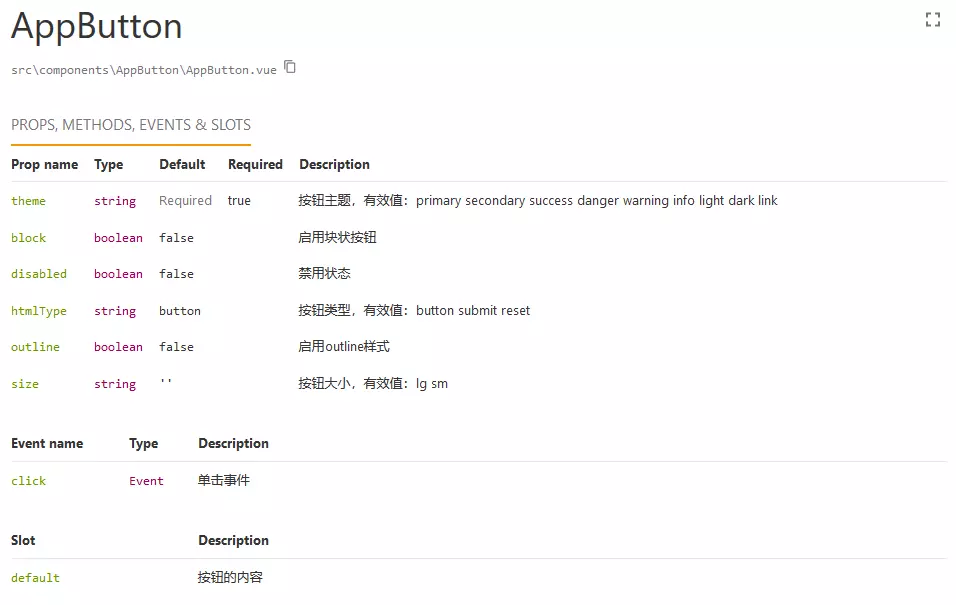 AppButton
src\components\AppButton\AppButton.vue
PROPS, METHODS, EVENTS & SLOTS
Prop name Type Default Required Description
theme string Required true 按钮主题，有效值：primary secondary success danger warning info light dark link
block boolean false 启用块状按钮
disabled boolean false 禁用状态
htmlType string button 按钮类型，有效值：button submit reset
outline boolean false 启用outline样式
size string '' 按钮大小，有效值：lg sm
Event name Type Description
click Event 单击事件
Slot Description
default 按钮的内容